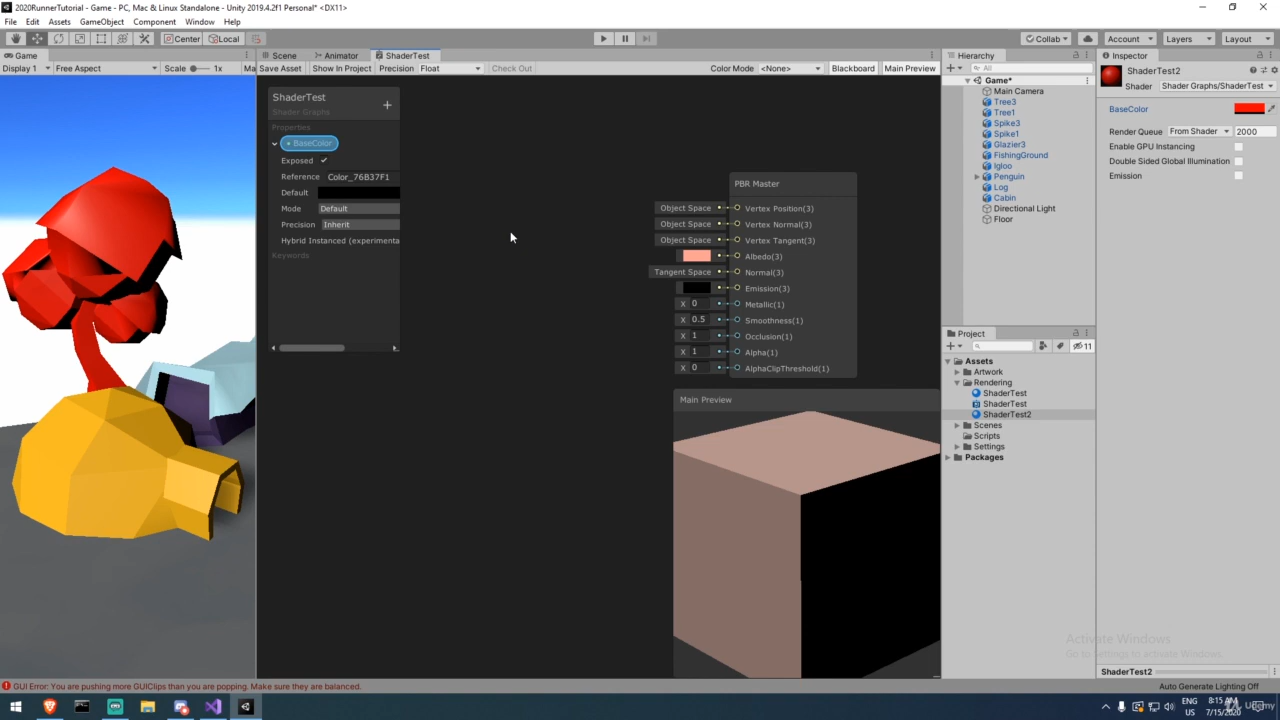 2020RunnerTutorial - Game - PC, Mac & Linux Standalone - Unity 2019.4.2f1 Personal* <DX11>
File Edit Assets GameObject Component Window Help
Center Local Collab Account Layers Layout
Game Scene Animator ShaderTest Hierarchy Inspector
Display 1 Free Aspect Scale 1x Ma Save Asset Show In Project Precision Float Check Out Color Mode <None> Blackboard Main Preview All
ShaderTest
Shader Graphs
Properties
BaseColor
Exposed
Reference Color_76B37F1
Default
Mode Default
Precision Inherit
Hybrid Instanced (experimenta
Keywords
PBR Master
Object Space Vertex Position(3)
Object Space Vertex Normal(3)
Object Space Vertex Tangent(3)
Albedo(3)
Tangent Space Normal(3)
Emission(3)
X 0 Metallic(1)
X 0.5 Smoothness(1)
X 1 Occlusion(1)
X 1 Alpha(1)
X 0 AlphaClipThreshold(1)
Main Preview
Game*
Main Camera
Tree3
Tree1
Spike3
Spike1
Glazier3
FishingGround
Igloo
Penguin
Log
Cabin
Directional Light
Floor
Project
11
Assets
Artwork
Rendering
ShaderTest
ShaderTest
ShaderTest2
Scenes
Scripts
Settings
Packages
ShaderTest2
Shader Shader Graphs/ShaderTest
BaseColor
Render Queue From Shader 2000
Enable GPU Instancing
Double Sided Global Illumination
Emission
Activate Windows
Go to Settings to activate Windows.
ShaderTest2
GUI Error: You are pushing more GUIClips than you are popping. Make sure they are balanced.
Auto Generate Lighting Off
ENG
US
8:15 AM
7/15/2020
Udemy